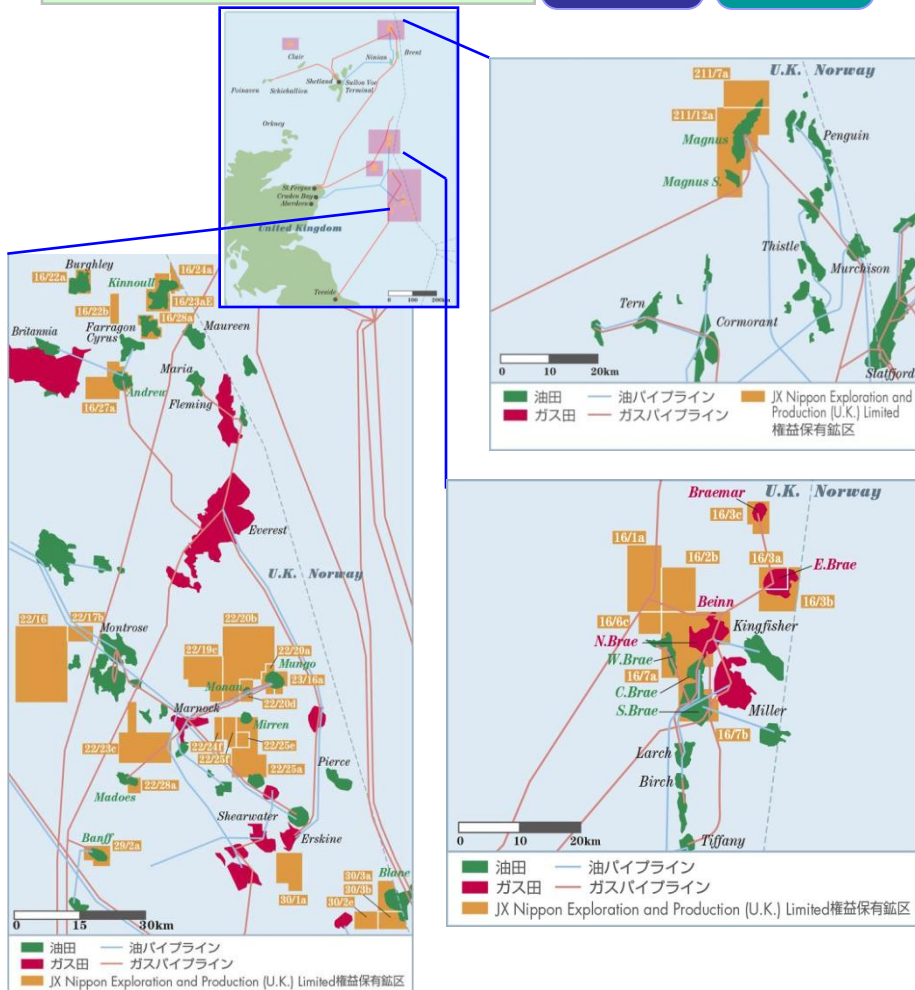 Clair
Ninian
Brent
Foinaven
Schiehallion
Shetland
Sullon Voe
Terminal
Orkney
St.Fergus
Cruden Bay
Aberdeen
United Kingdom
Teeside
0 100 200km
211/7a
U.K. Norway
211/12a
Magnus
Penguin
Magnus S.
Thistle
Murchison
Tern
Cormorant
Statfjord
0 10 20km
油田 油パイプライン
ガス田 ガスパイプライン
JX Nippon Exploration and
Production (U.K.) Limited
権益保有鉱区
Burghley
16/22a
Kinnoull
16/24a
16/22b
16/23aE
16/28a
Farragon
Cyrus
Britannia
Maureen
Maria
Andrew
16/27a
Fleming
Everest
U.K. Norway
22/16
22/17b
Montrose
22/20b
22/19c
22/20a
Mungo
23/16a
Monan
22/20d
Marnock
Mirren
22/23c
22/24f
22/25f
22/25e
22/25a
Madoes
22/28a
Pierce
Shearwater
Erskine
Banff
29/2a
30/1a
30/3a
30/3b
30/2e
Blane
0 15 30km
油田 油パイプライン
ガス田 ガスパイプライン
JX Nippon Exploration and Production (U.K.) Limited権益保有鉱区
Braemar
U.K. Norway
16/3c
16/1a
16/2b
16/3a
E.Brae
16/3b
Beinn
16/6c
Kingfisher
N.Brae
W.Brae
16/7a
C.Brae
S.Brae
Miller
16/7b
Larch
Birch
Tiffany
0 10 20km
油田 油パイプライン
ガス田 ガスパイプライン
JX Nippon Exploration and Production (U.K.) Limited権益保有鉱区